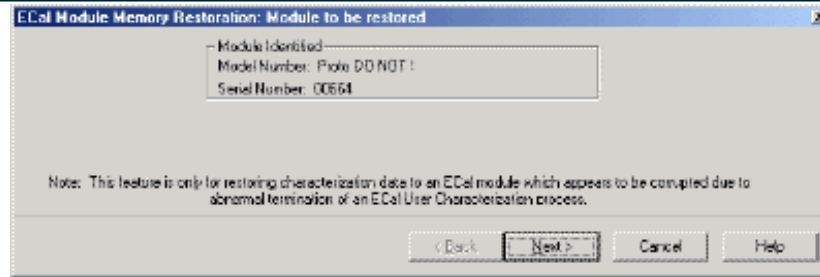 ECal Module Memory Restoration: Module to be restored
Module Identified
Model Number: Proto DO NOT !
Serial Number: 00564
Note: This feature is only for restoring characterization data to an ECal module which appears to be corrupted due to
abnormal termination of an ECal User Characterization process.
< Back Next > Cancel Help